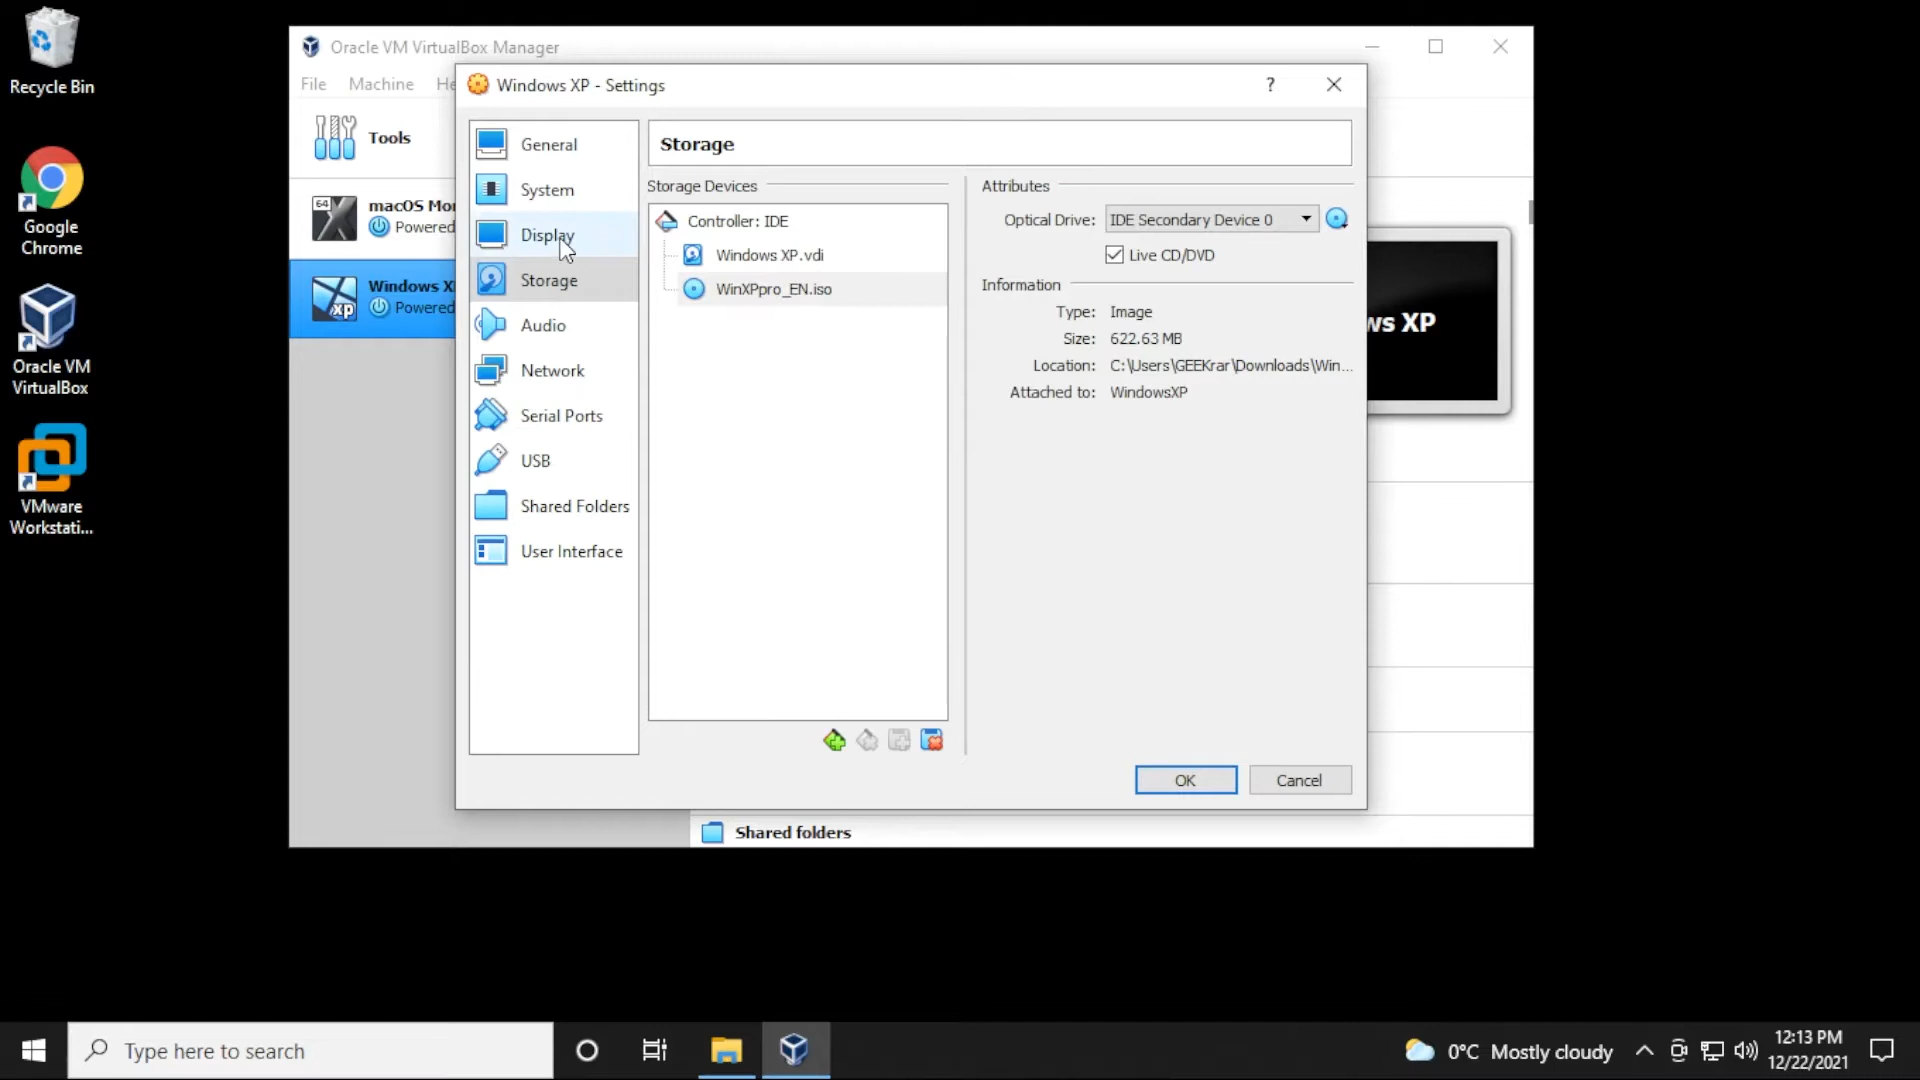 Recycle Bin
Google
Chrome
Oracle VM
VirtualBox
VMware
Workstati...
Oracle VM VirtualBox Manager
File Machine He
Tools
64
macOS Mo
Powered
xp
Windows X
Powered
Windows XP - Settings
?
General
System
Display
Storage
Audio
Network
Serial Ports
USB
Shared Folders
User Interface
Storage
Storage Devices
Controller: IDE
Windows XP.vdi
WinXPpro_EN.iso
Attributes
Optical Drive: IDE Secondary Device 0
Live CD/DVD
Information
Type: Image
Size: 622.63 MB
Location: C:\Users\GEEKrar\Downloads\Win...
Attached to: WindowsXP
OK Cancel
ws XP
Shared folders
Type here to search
0°C Mostly cloudy
12:13 PM
12/22/2021